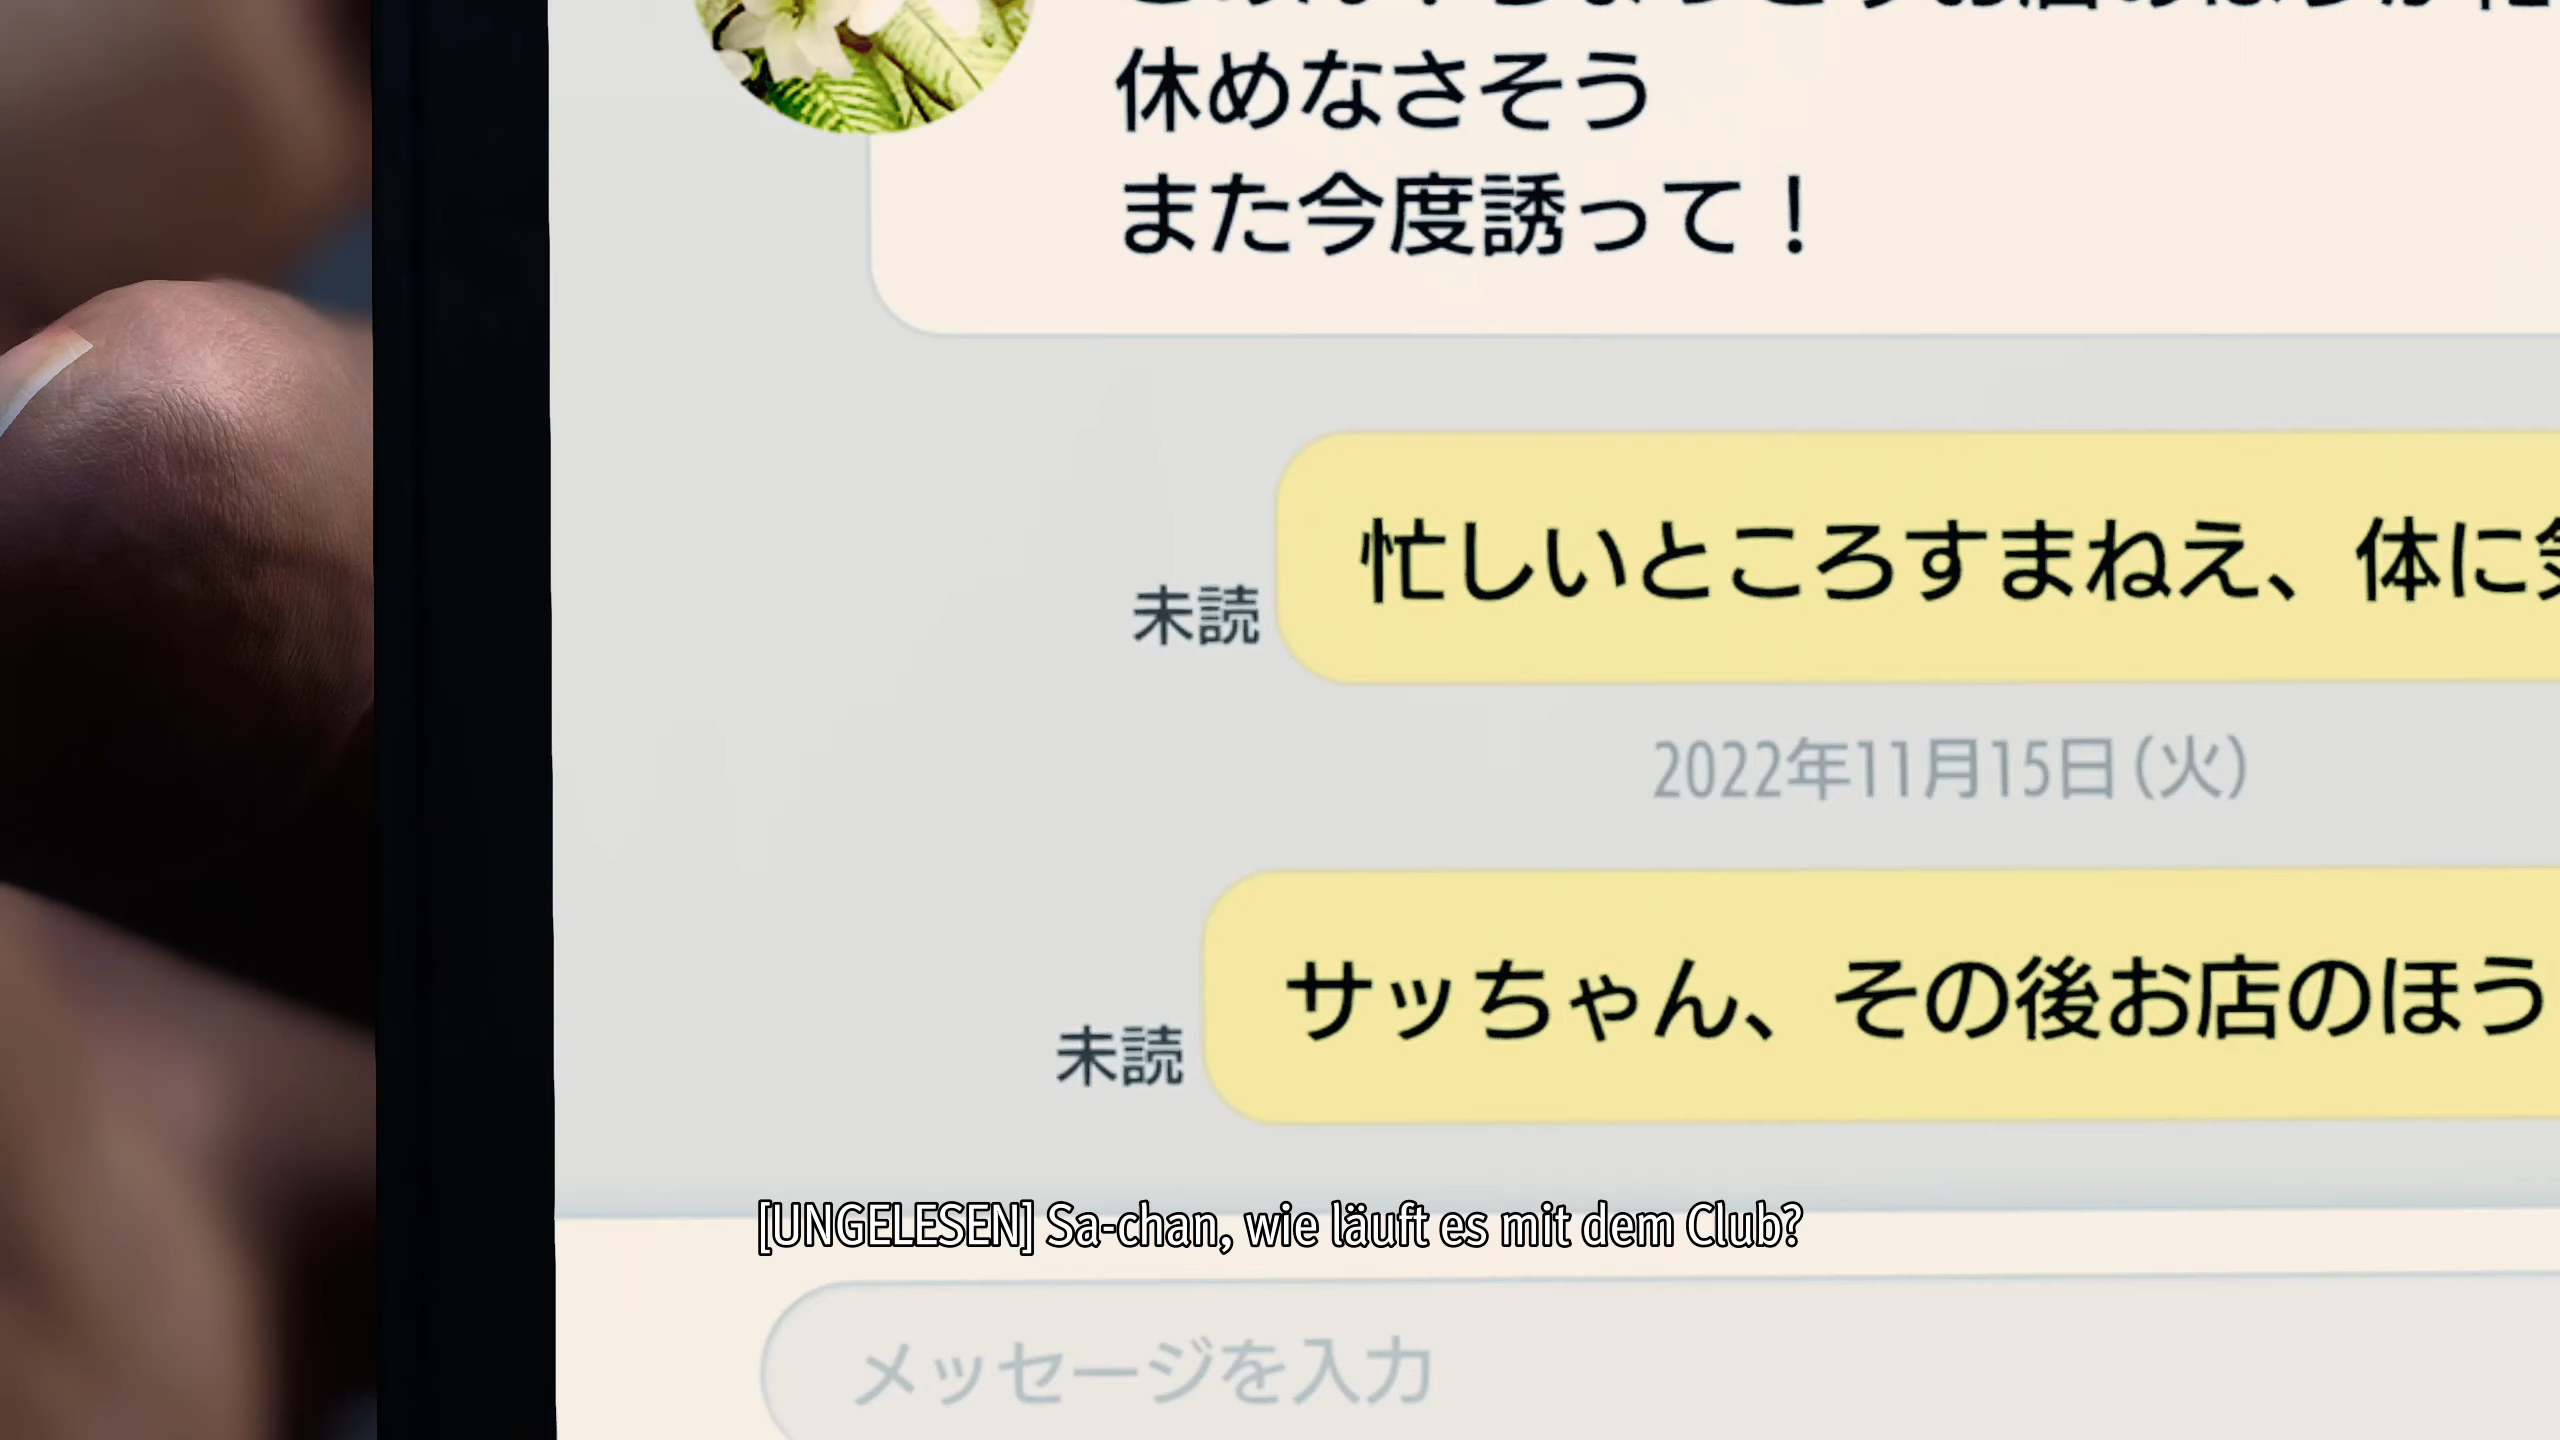 休めなさそう
また今度誘って！
忙しいところすまねえ、体に
未読
2022年11月15日（火）
サッちゃん、その後お店のほう
未読
[UNGELESEN] Sa-chan, wie läuft es mit dem Club?
メッセージを入力